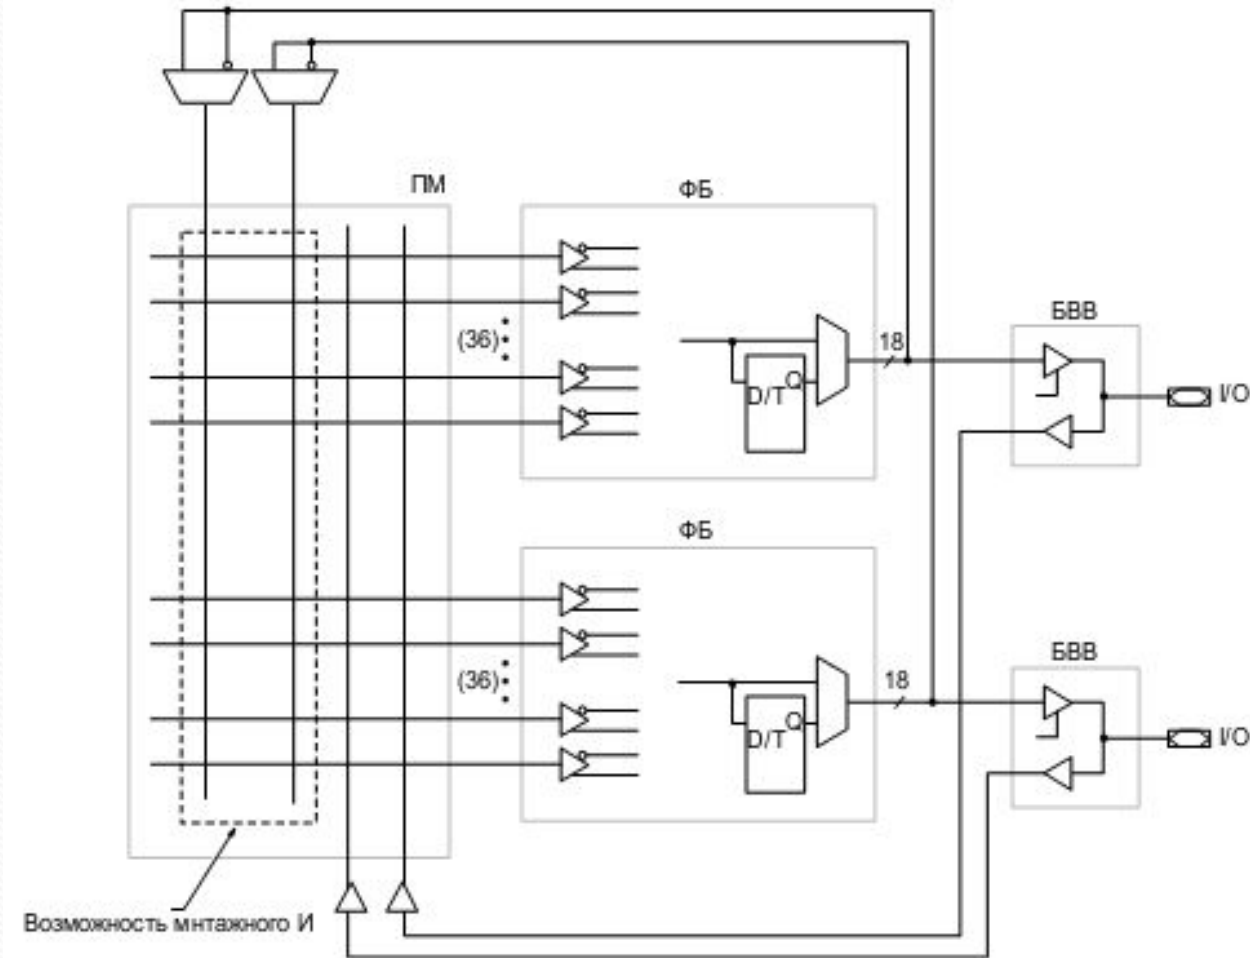 ПМ
ФБ
(36)
D/T
Q
18
БВВ
I/O
ФБ
(36)
D/T
Q
18
БВВ
I/O
Возможность мнтажного И